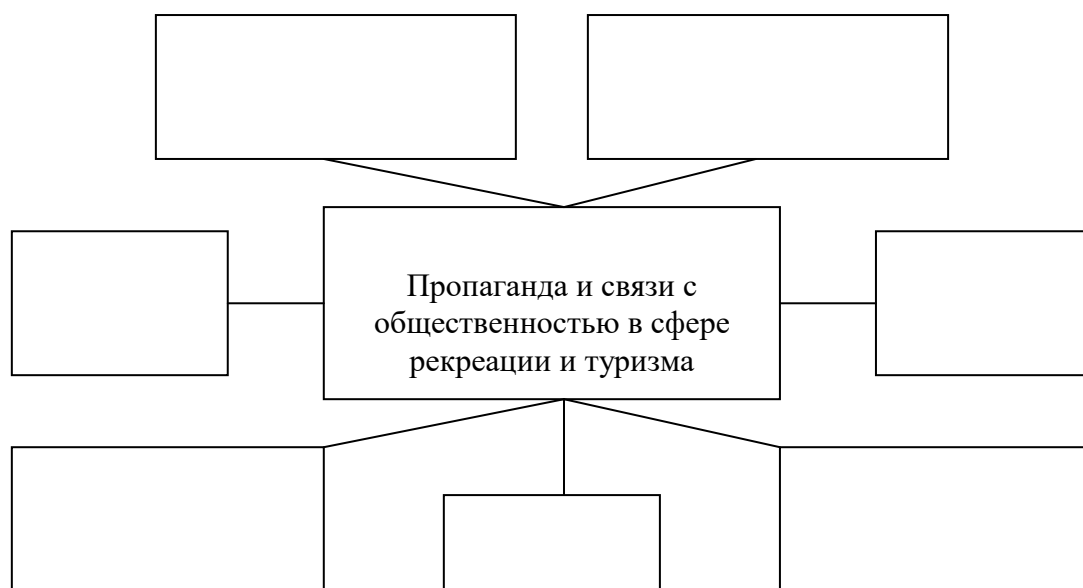 Пропаганда и связи с
общественностью в сфере
рекреации и туризма